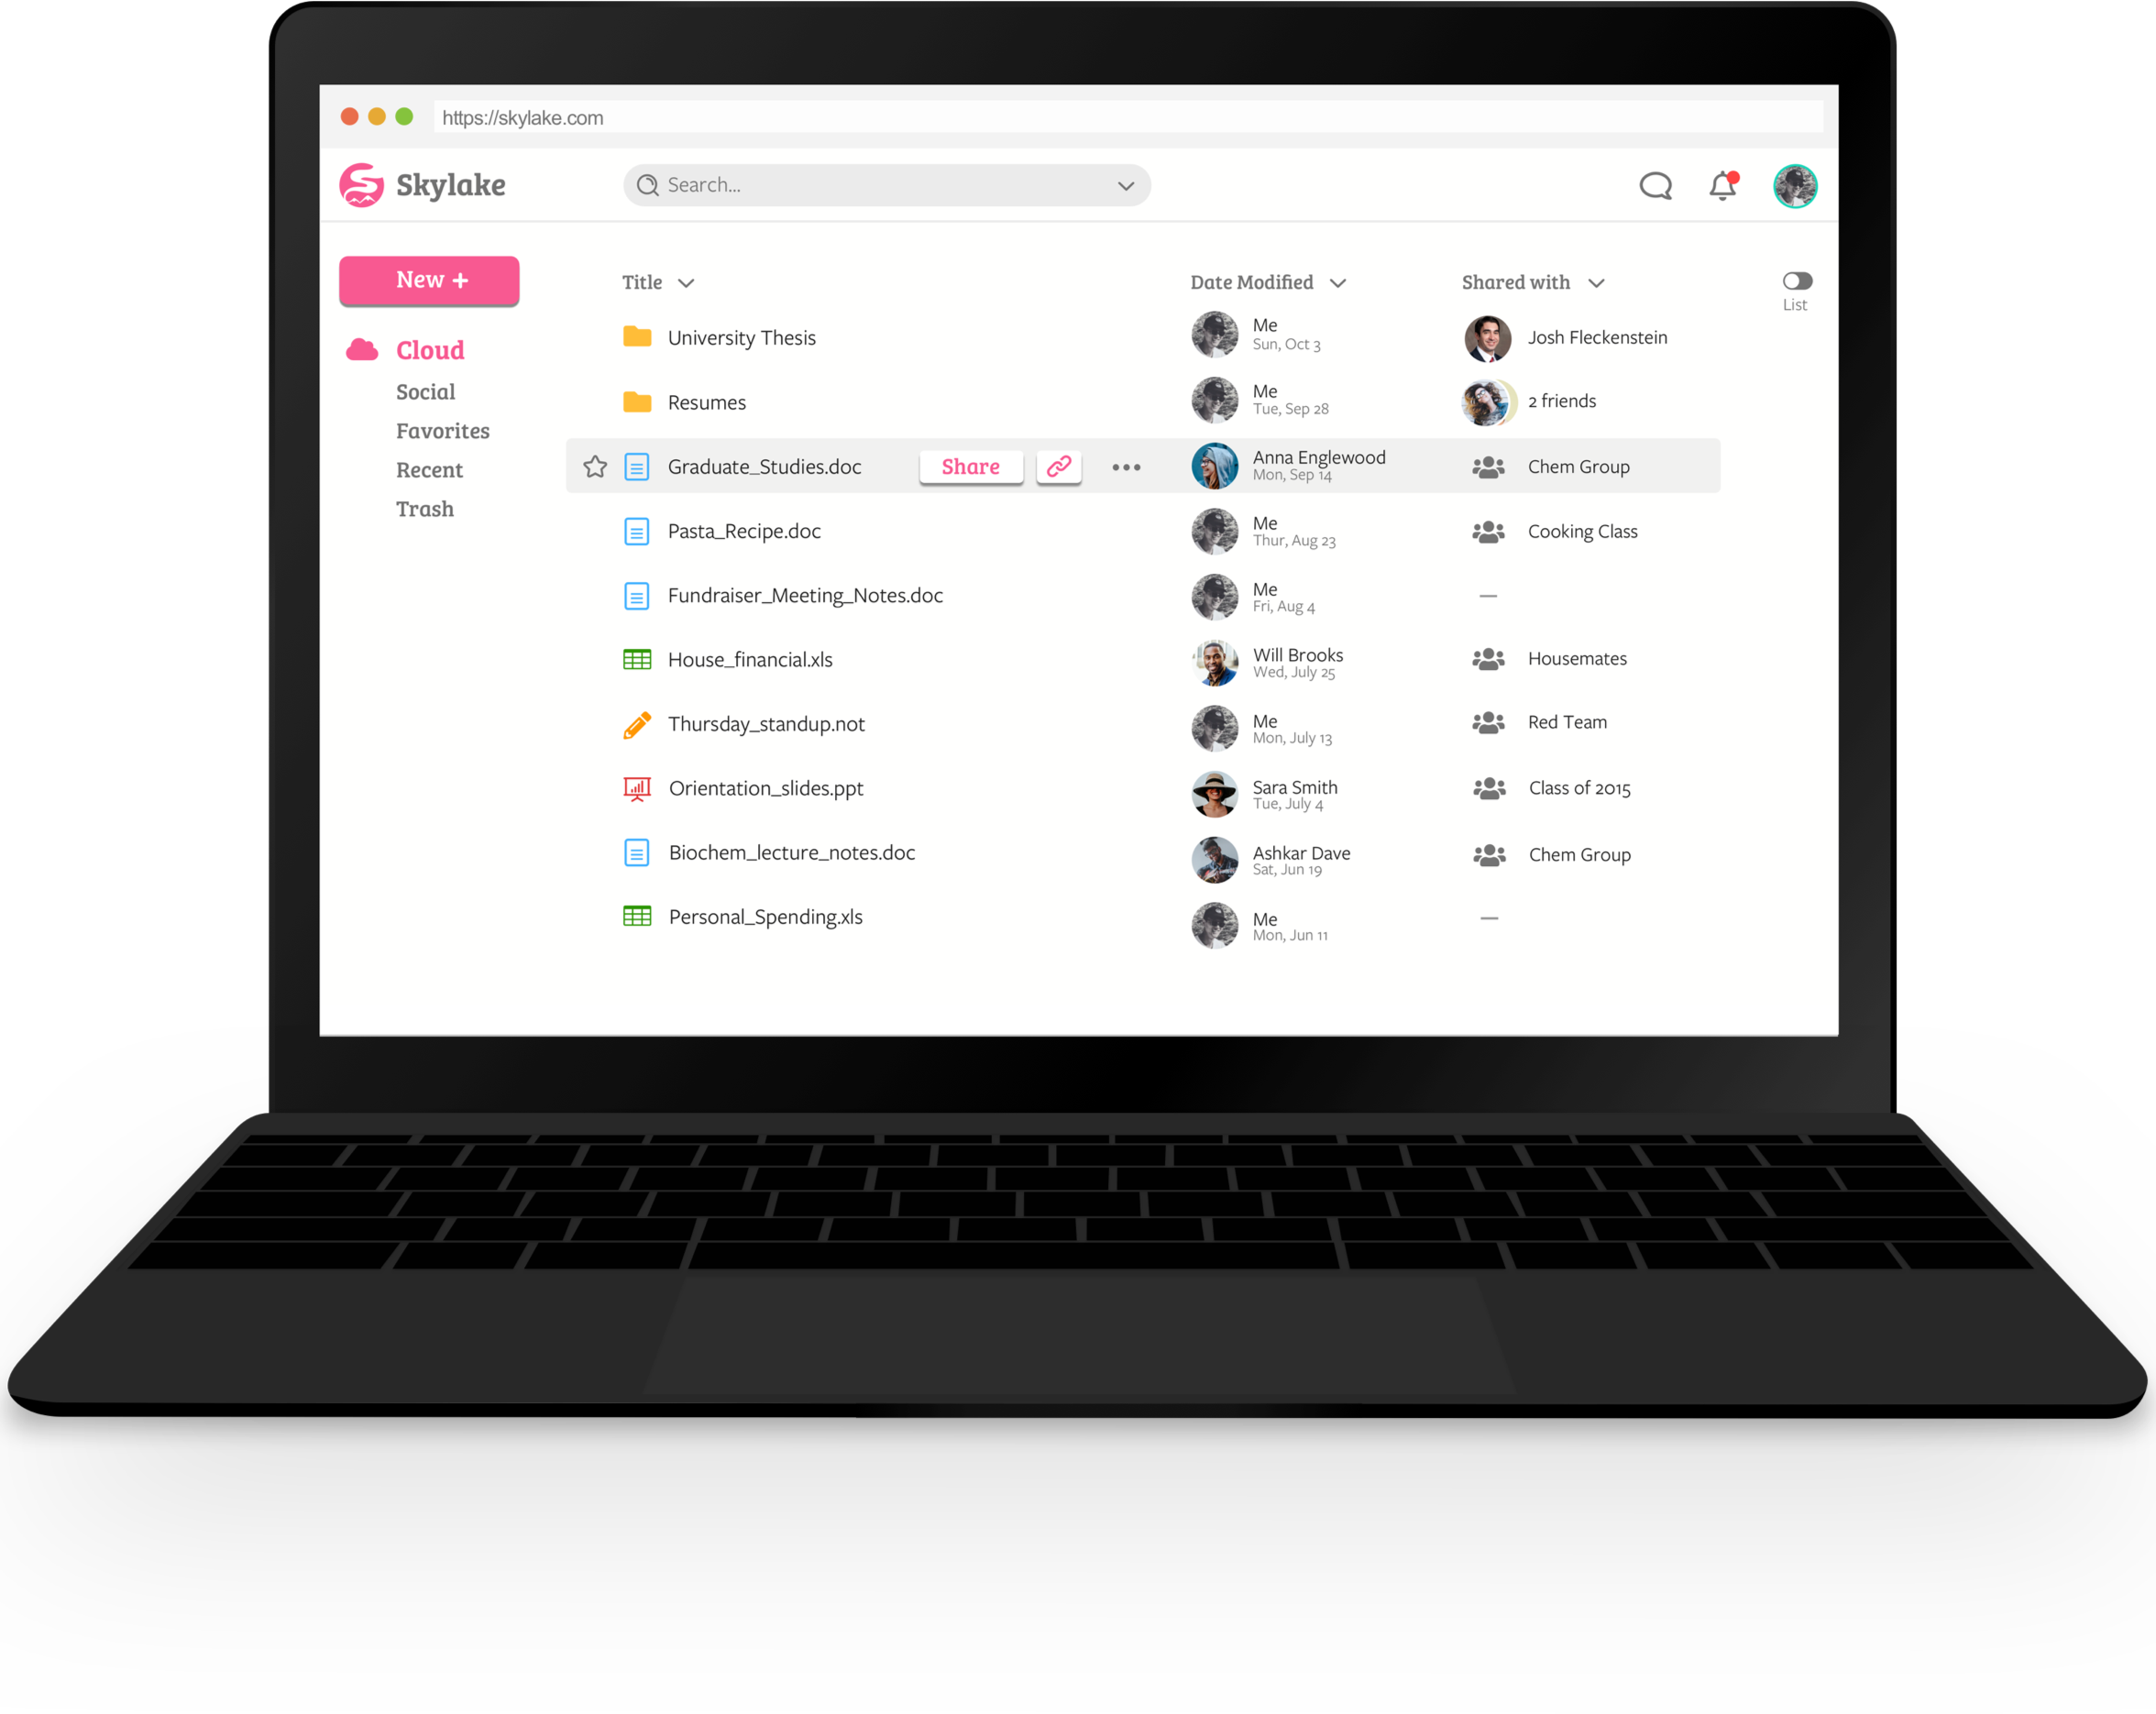 https://skylake.com
Skylake
Search...
New +
Cloud
Social
Favorites
Recent
Trash
Title
Date Modified
Shared with
List
University Thesis
Me
Sun, Oct 3
Josh Fleckenstein
Resumes
Me
Tue, Sep 28
2 friends
Graduate_Studies.doc
Share
Anna Englewood
Mon, Sep 14
Chem Group
Pasta_Recipe.doc
Me
Thur, Aug 23
Cooking Class
Fundraiser_Meeting_Notes.doc
Me
Fri, Aug 4
—
House_financial.xls
Will Brooks
Wed, July 25
Housemates
Thursday_standup.not
Me
Mon, July 13
Red Team
Orientation_slides.ppt
Sara Smith
Tue, July 4
Class of 2015
Biochem_lecture_notes.doc
Ashkar Dave
Sat, Jun 19
Chem Group
Personal_Spending.xls
Me
Mon, Jun 11
—